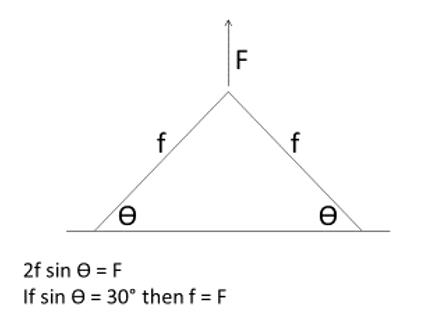 F
f
f
Θ
Θ
2f sin Θ = F
If sin Θ = 30° then f = F